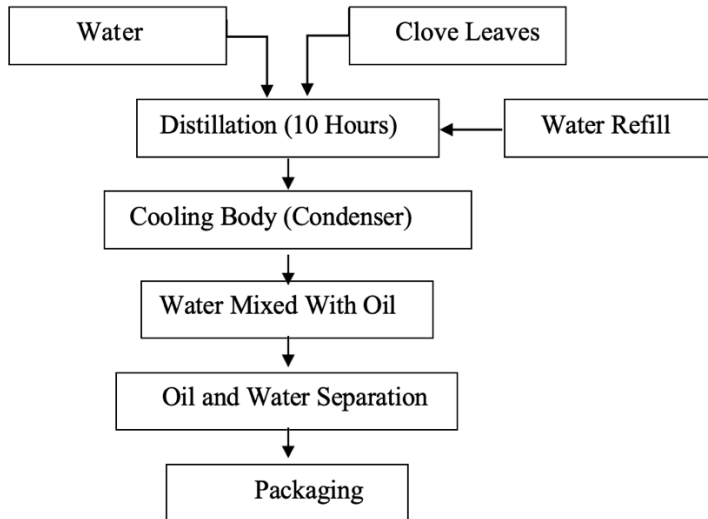 Water
Clove Leaves
Distillation (10 Hours)
Water Refill
Cooling Body (Condenser)
Water Mixed With Oil
Oil and Water Separation
Packaging